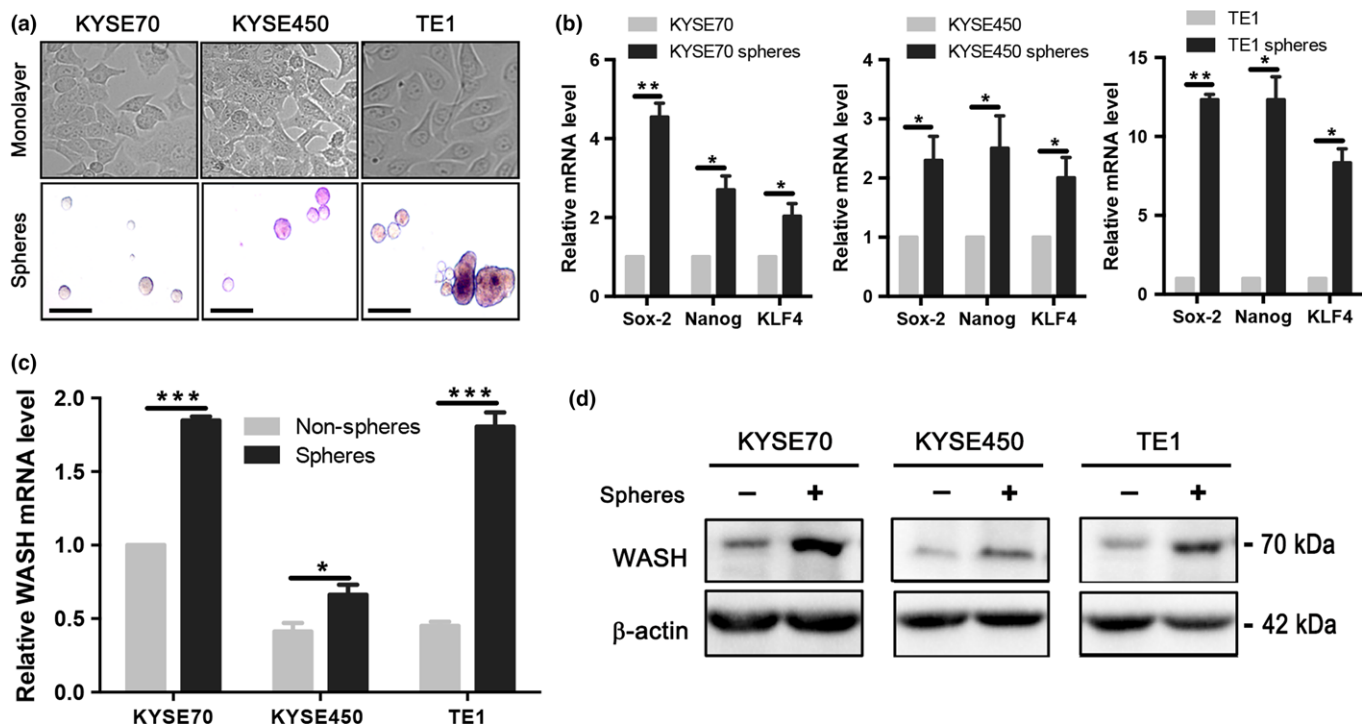 (a)
KYSE70 KYSE450 TE1
Monolayer
Spheres
(b)
KYSE70
KYSE70 spheres
Relative mRNA level
6
4
2
0
**
*
*
Sox-2 Nanog KLF4
KYSE450
KYSE450 spheres
Relative mRNA level
4
3
2
1
0
*
*
*
Sox-2 Nanog KLF4
TE1
TE1 spheres
Relative mRNA level
15
12
9
6
3
0
**
*
*
Sox-2 Nanog KLF4
(c)
Relative WASH mRNA level
2.0
1.5
1.0
0.5
0.0
***
*
***
Non-spheres
Spheres
KYSE70 KYSE450 TE1
(d)
KYSE70 KYSE450 TE1
Spheres − + − + − +
WASH - 70 kDa
β-actin - 42 kDa